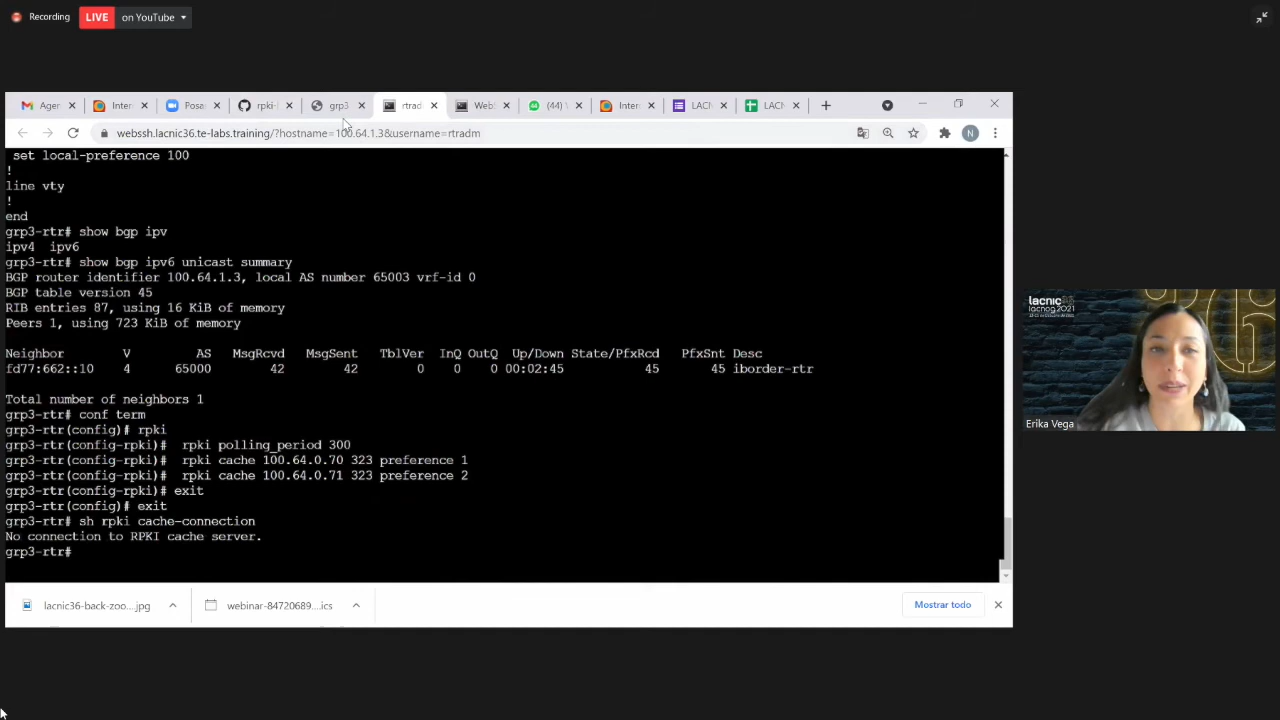 Recording
LIVE
on YouTube
Ager
Inter
Posa
rpki-
grp3
rtrad
WebS
(44) \
Inter
LACN
LACN
webssh.lacnic36.te-labs.training/?hostname=100.64.1.3&username=rtradm
N
set local-preference 100
!
line vty
!
end
grp3-rtr# show bgp ipv
ipv4 ipv6
grp3-rtr# show bgp ipv6 unicast summary
BGP router identifier 100.64.1.3, local AS number 65003 vrf-id 0
BGP table version 45
RIB entries 87, using 16 KiB of memory
Peers 1, using 723 KiB of memory
Neighbor V AS MsgRcvd MsgSent TblVer InQ OutQ Up/Down State/PfxRcd PfxSnt Desc
fd77:662::10 4 65000 42 42 0 0 0 00:02:45 45 45 iborder-rtr
Total number of neighbors 1
grp3-rtr# conf term
grp3-rtr(config)# rpki
grp3-rtr(config-rpki)# rpki polling_period 300
grp3-rtr(config-rpki)# rpki cache 100.64.0.70 323 preference 1
grp3-rtr(config-rpki)# rpki cache 100.64.0.71 323 preference 2
grp3-rtr(config-rpki)# exit
grp3-rtr(config)# exit
grp3-rtr# sh rpki cache-connection
No connection to RPKI cache server.
grp3-rtr#
lacnic36-back-zoo....jpg
webinar-84720689....ics
Mostrar todo
lacnic36
lacnog2021
Erika Vega